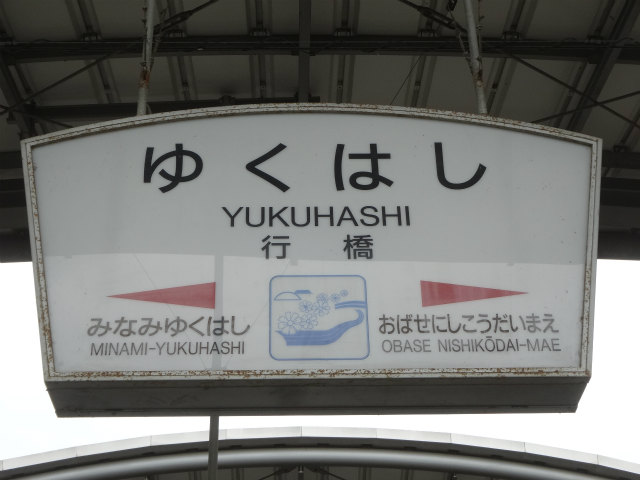 ゆくはし
YUKUHASHI
行橋
みなみゆくはし
MINAMI-YUKUHASHI
おばせにしこうだいまえ
OBASE NISHIKŌDAI-MAE